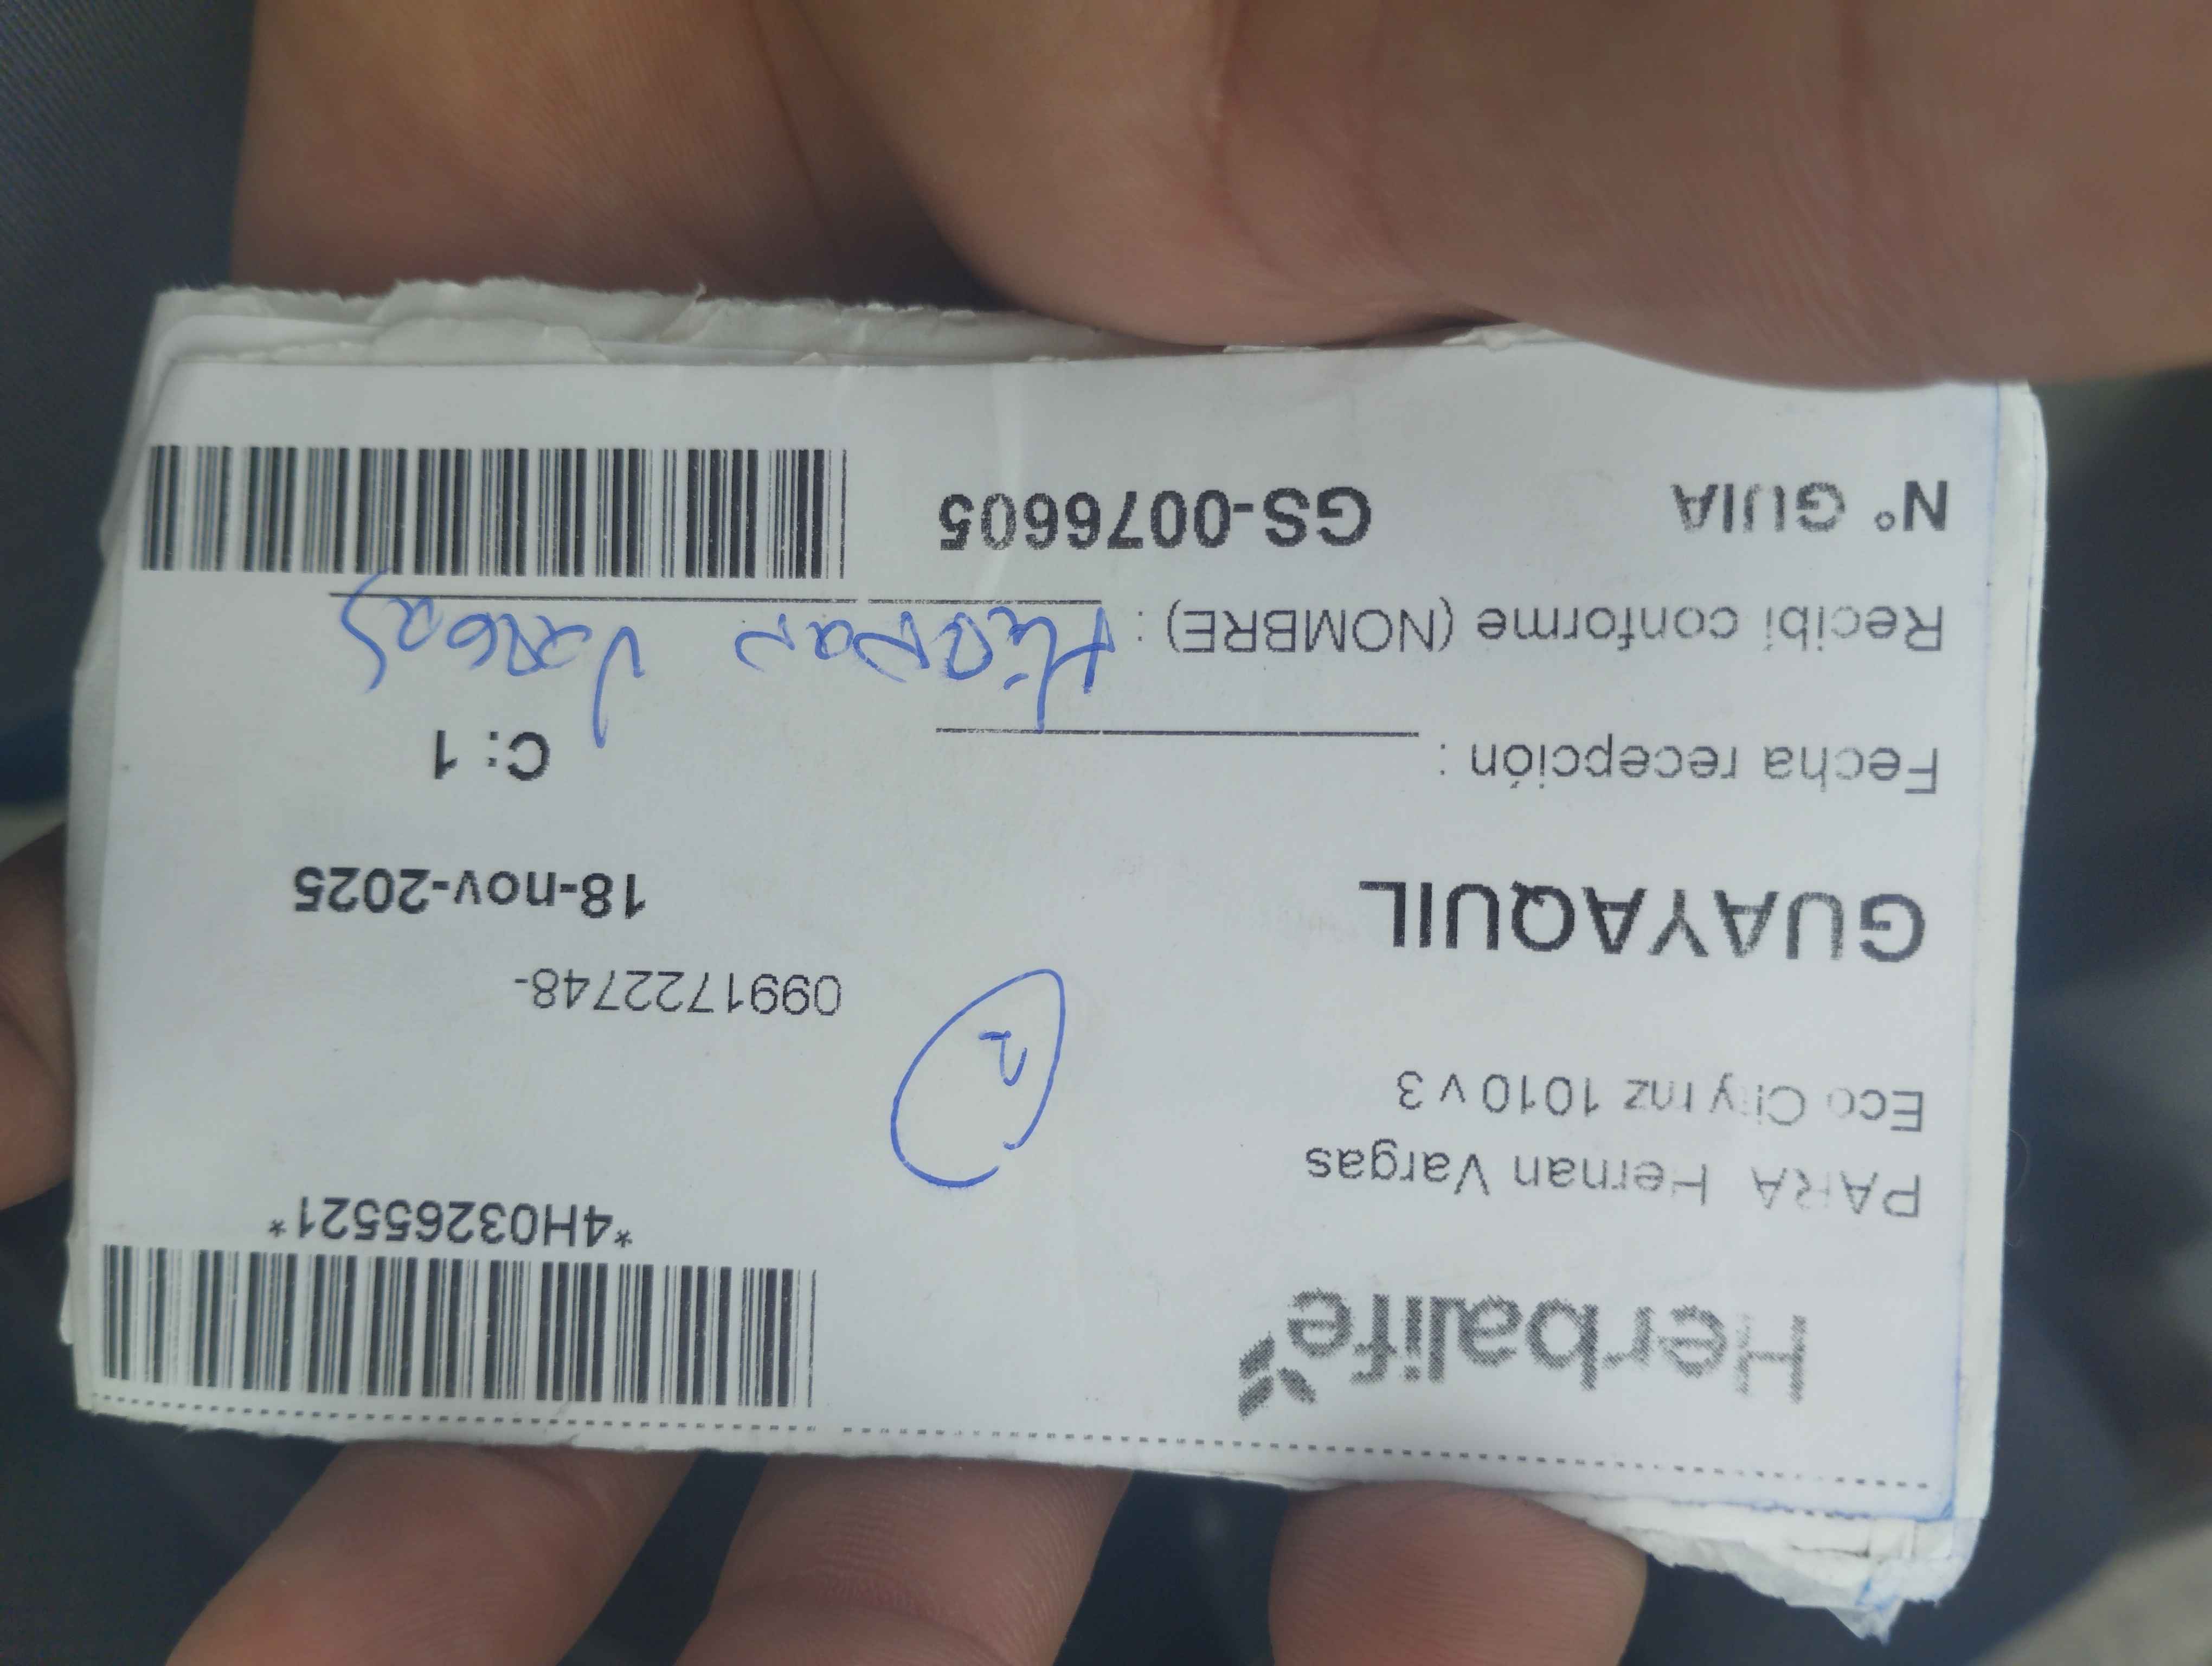 Herbalife
*4H03265521*
PARA Hernan Vargas
Eco City mz 1010 v 3
2
0991722748-
GUAYAQUIL
18-nov-2025
Fecha recepción :
C: 1
Recibi conforme (NOMBRE) : Hernan Vargas
N° GUIA GS-0076605